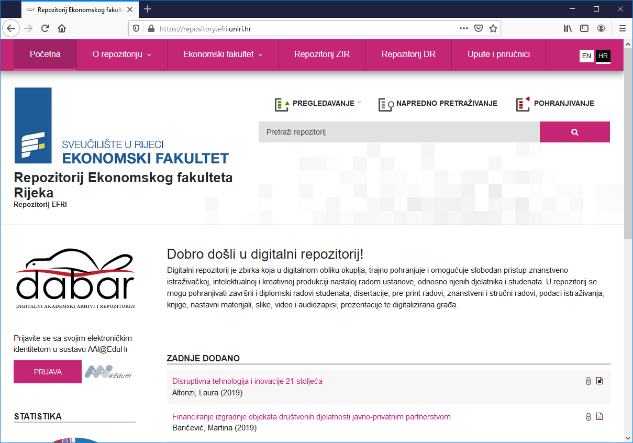 Repozitorij Ekonomskog fakulte
https://repository.efri.uniri.hr
Početna
O repozitoriju
Ekonomski fakultet
Repozitorij ZIR
Repozitorij DR
Upute i priručnici
EN
HR
PREGLEDAVANJE
NAPREDNO PRETRAŽIVANJE
POHRANJIVANJE
Pretraži repozitorij
SVEUČILIŠTE U RIJECI
EKONOMSKI FAKULTET
Repozitorij Ekonomskog fakulteta
Rijeka
Repozitorij EFRI
dabar
DIGITALNI AKADEMSKI ARHIVI I REPOZITORIJI
Dobro došli u digitalni repozitorij!
Digitalni repozitorij je zbirka koja u digitalnom obliku okuplja, trajno pohranjuje i omogućuje slobodan pristup znanstveno
istraživačkoj, intelektualnoj i kreativnoj produkciji nastaloj radom ustanove, odnosno njenih djelatnika i studenata. U repozitorij se
mogu pohranjivati završni i diplomski radovi studenata, disertacije, pre print radovi, znanstveni i stručni radovi, podaci istraživanja,
knjige, nastavni materijali, slike, video i audiozapisi, prezentacije te digitalizirana građa.
Prijavite se sa svojim elektroničkim
identitetom u sustavu AAI@EduHr
PRIJAVA
@EduHr
STATISTIKA
ZADNJE DODANO
Disruptivna tehnologija i inovacije 21 stoljeća
Alfonzi, Laura (2019)
Financiranje izgradnje objekata društvenih djelatnosti javno-privatnim partnerstvom
Baričević, Martina (2019)